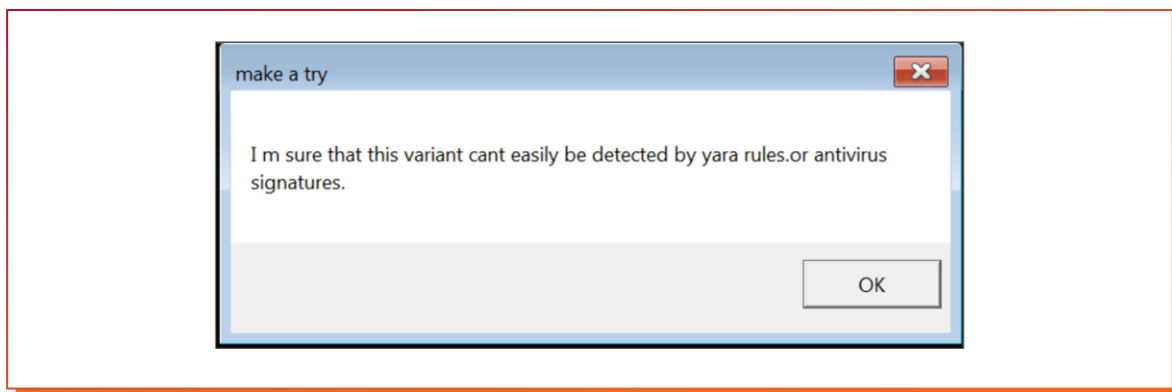 make a try
I m sure that this variant cant easily be detected by yara rules.or antivirus
signatures.
OK